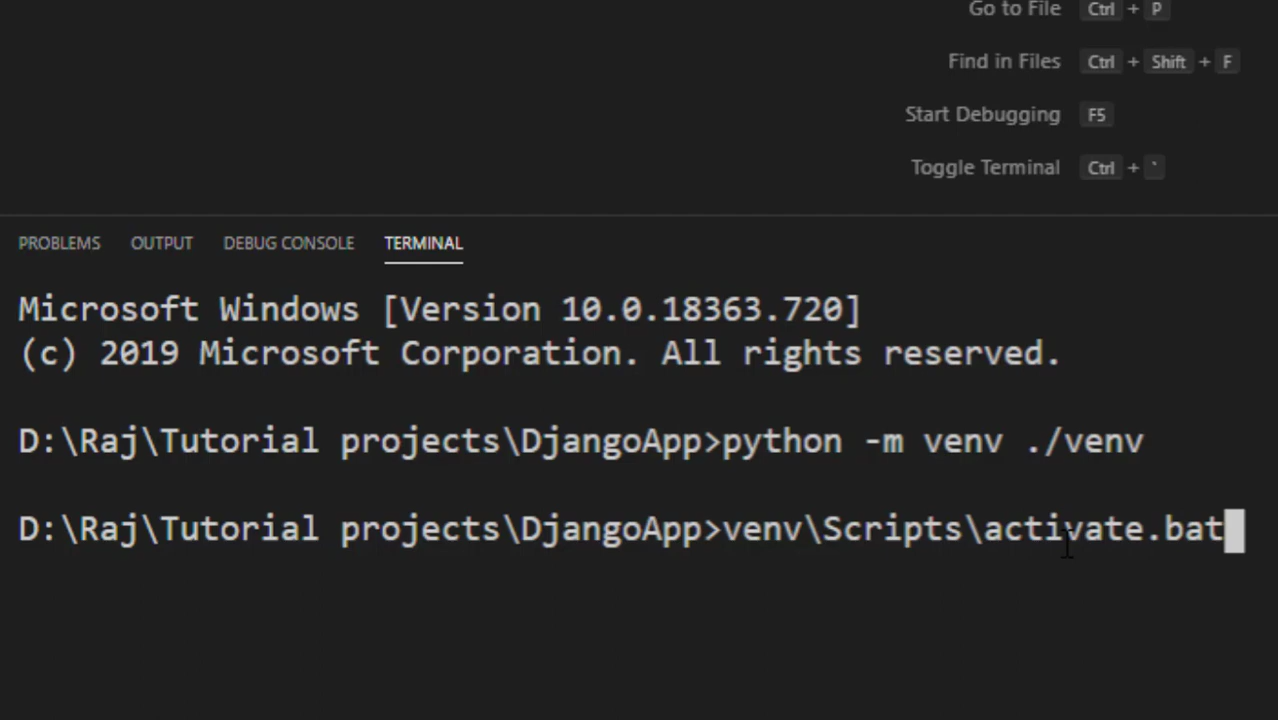 Go to File Ctrl + P
Find in Files Ctrl + Shift + F
Start Debugging F5
Toggle Terminal Ctrl + `
PROBLEMS OUTPUT DEBUG CONSOLE TERMINAL
Microsoft Windows [Version 10.0.18363.720]
(c) 2019 Microsoft Corporation. All rights reserved.
D:\Raj\Tutorial projects\DjangoApp>python -m venv ./venv
D:\Raj\Tutorial projects\DjangoApp>venv\Scripts\activate.bat